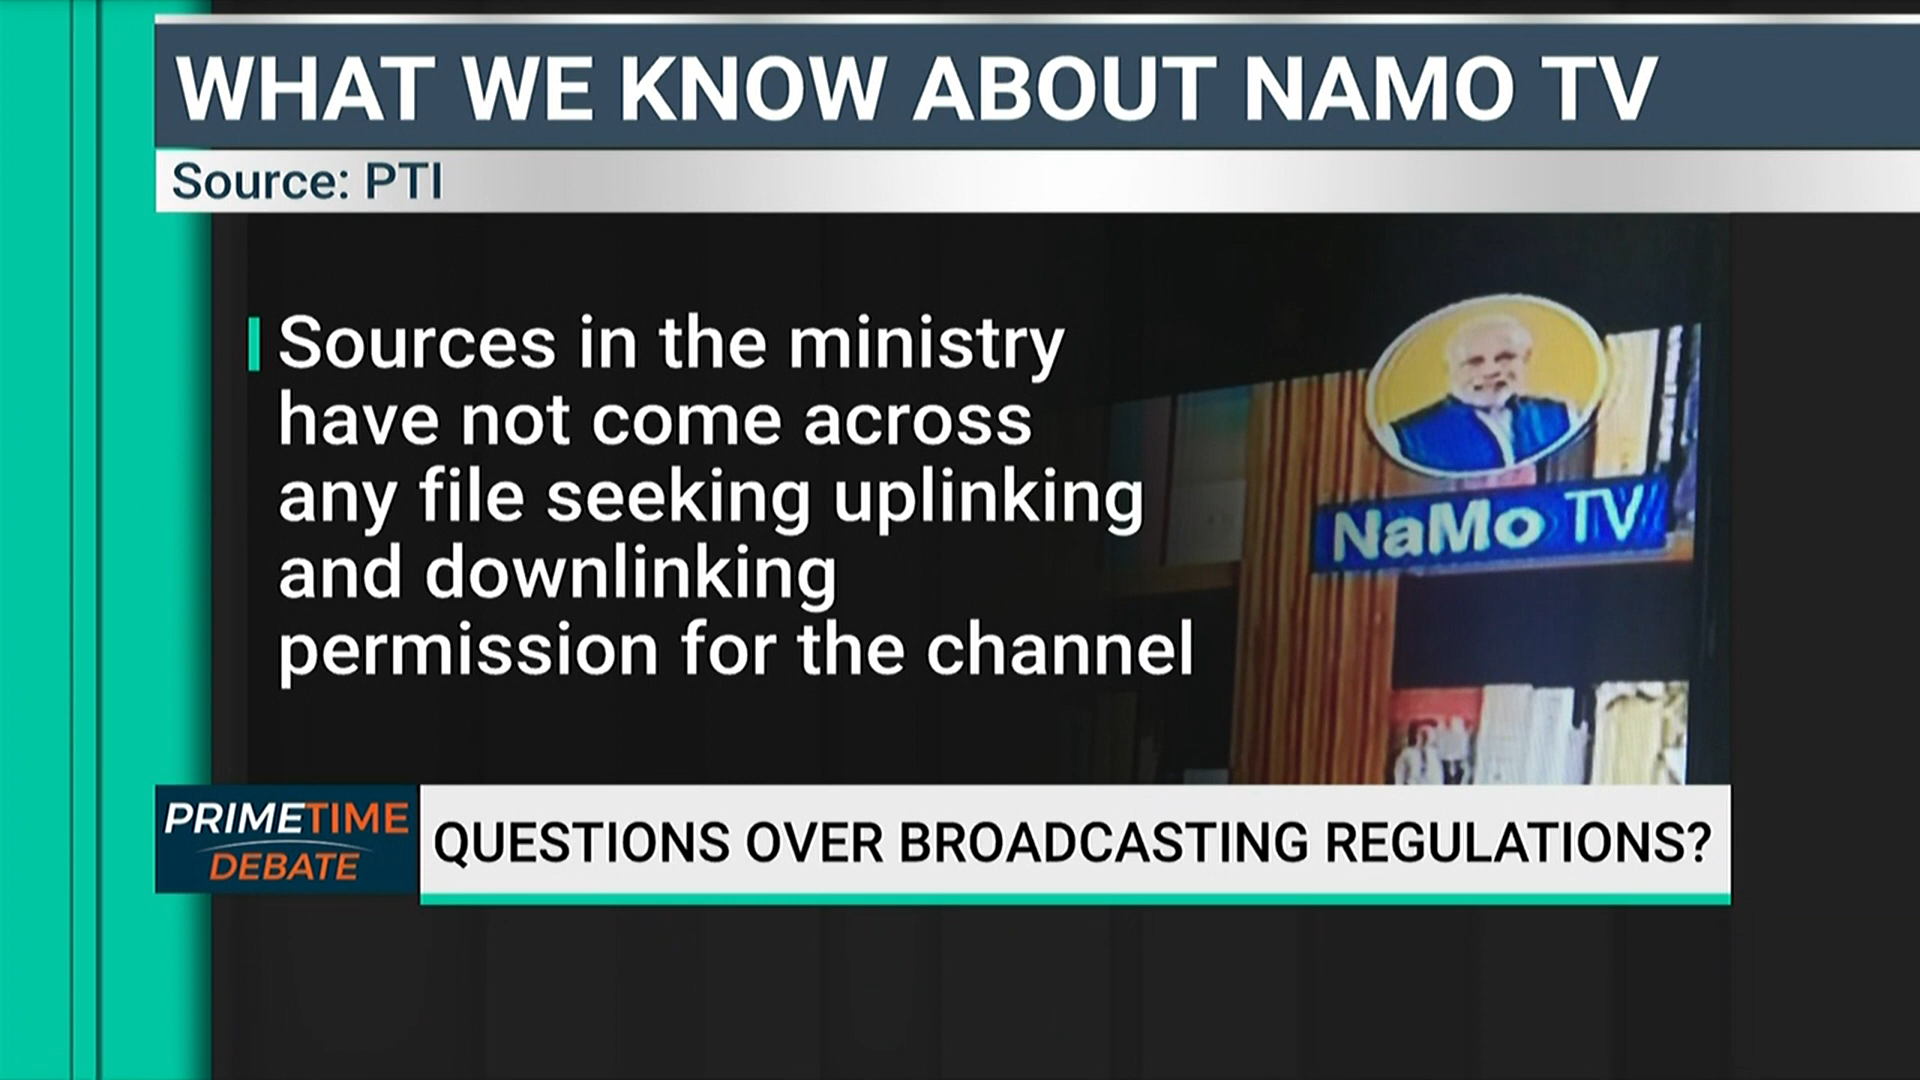 WHAT WE KNOW ABOUT NAMO TV
Source: PTI
Sources in the ministry
have not come across
any file seeking uplinking
and downlinking
permission for the channel
NaMo TV
PRIMETIME
DEBATE
QUESTIONS OVER BROADCASTING REGULATIONS?